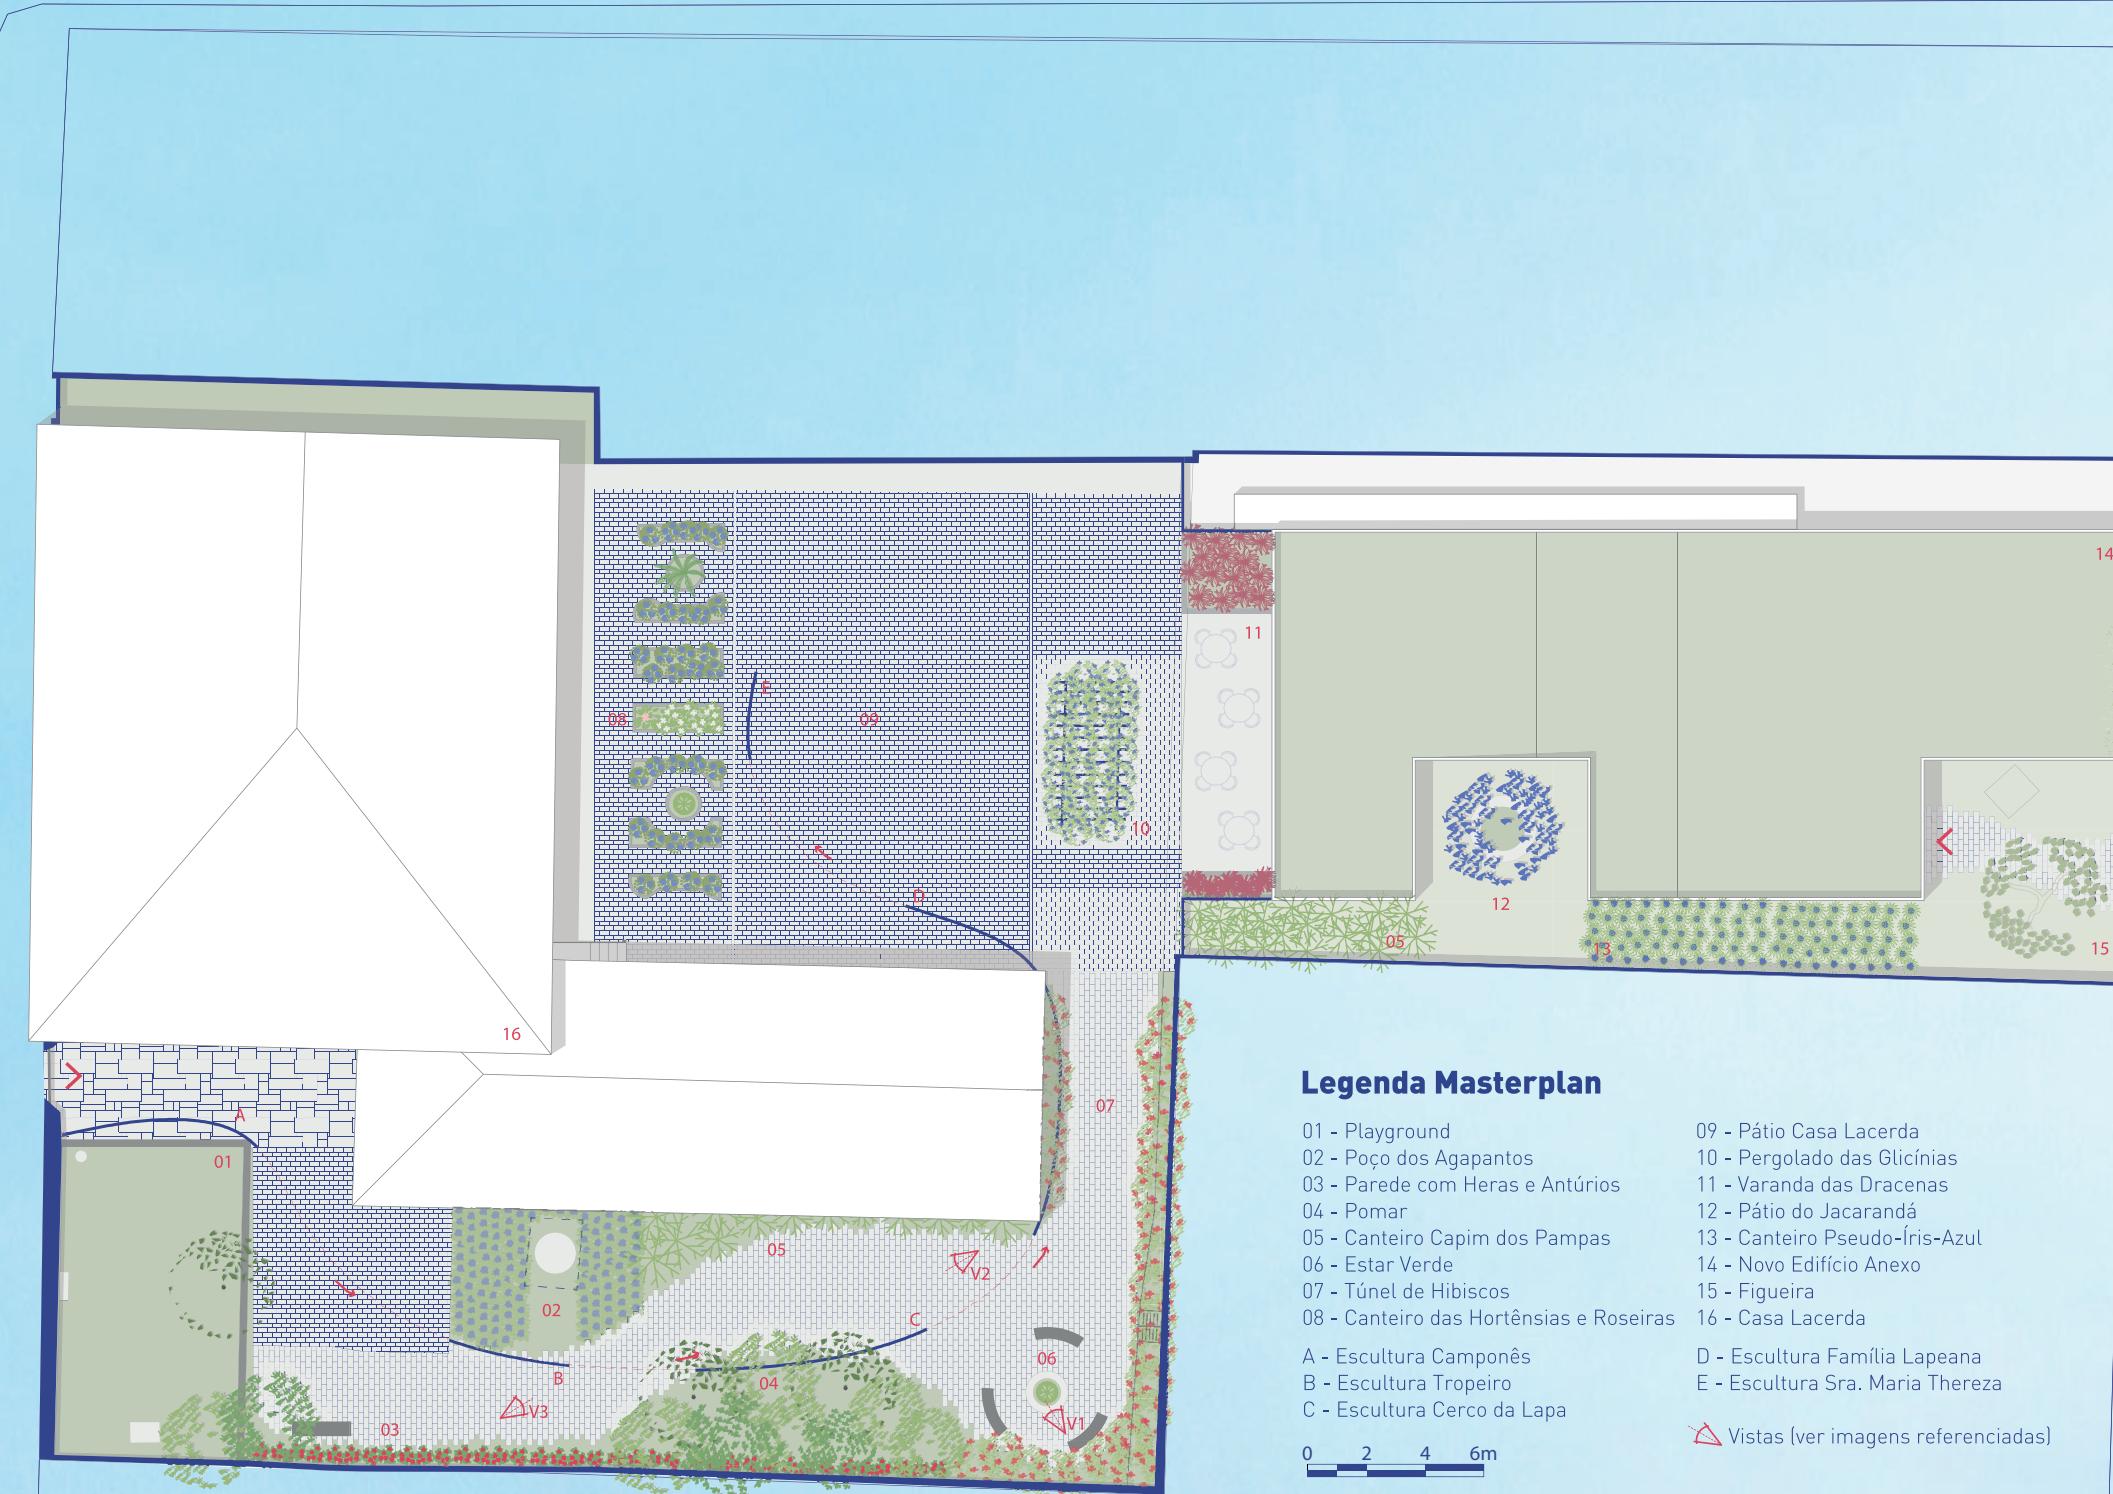 14
11
E
08
09
10
D
12
05
13
15
16
A
07
01
05
V2
02
C
06
B
04
V3
V1
03
Legenda Masterplan
01 - Playground
02 - Poço dos Agapantos
03 - Parede com Heras e Antúrios
04 - Pomar
05 - Canteiro Capim dos Pampas
06 - Estar Verde
07 - Túnel de Hibiscos
08 - Canteiro das Hortênsias e Roseiras
09 - Pátio Casa Lacerda
10 - Pergolado das Glicínias
11 - Varanda das Dracenas
12 - Pátio do Jacarandá
13 - Canteiro Pseudo-Íris-Azul
14 - Novo Edifício Anexo
15 - Figueira
16 - Casa Lacerda
A - Escultura Camponês
B - Escultura Tropeiro
C - Escultura Cerco da Lapa
D - Escultura Família Lapeana
E - Escultura Sra. Maria Thereza
Vistas (ver imagens referenciadas)
0 2 4 6m